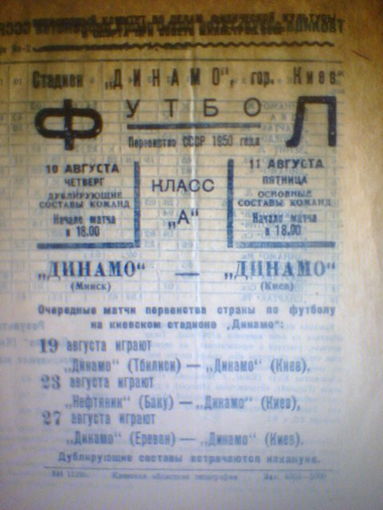 Стадион „ДИНАМО", гор. Киев
ФУТБОЛ
Первенство СССР 1950 года
10 АВГУСТА
ЧЕТВЕРГ
ДУБЛИРУЮЩИЕ
СОСТАВЫ КОМАНД
Начало матча
в 18.00
КЛАСС
„А"
11 АВГУСТА
ПЯТНИЦА
ОСНОВНЫЕ
СОСТАВЫ КОМАНД
Начало матча
в 18.00
„ДИНАМО" — „ДИНАМО"
(Минск) (Киев)
Очередные матчи первенства страны по футболу
на киевском стадионе „Динамо":
19 августа играют
„Динамо" (Тбилиси) — „Динамо" (Киев).
23 августа играют
„Нефтяник" (Баку) — „Динамо" (Киев),
27 августа играют
„Динамо" (Ереван) — „Динамо" (Киев).
Дублирующие составы встречаются накануне.